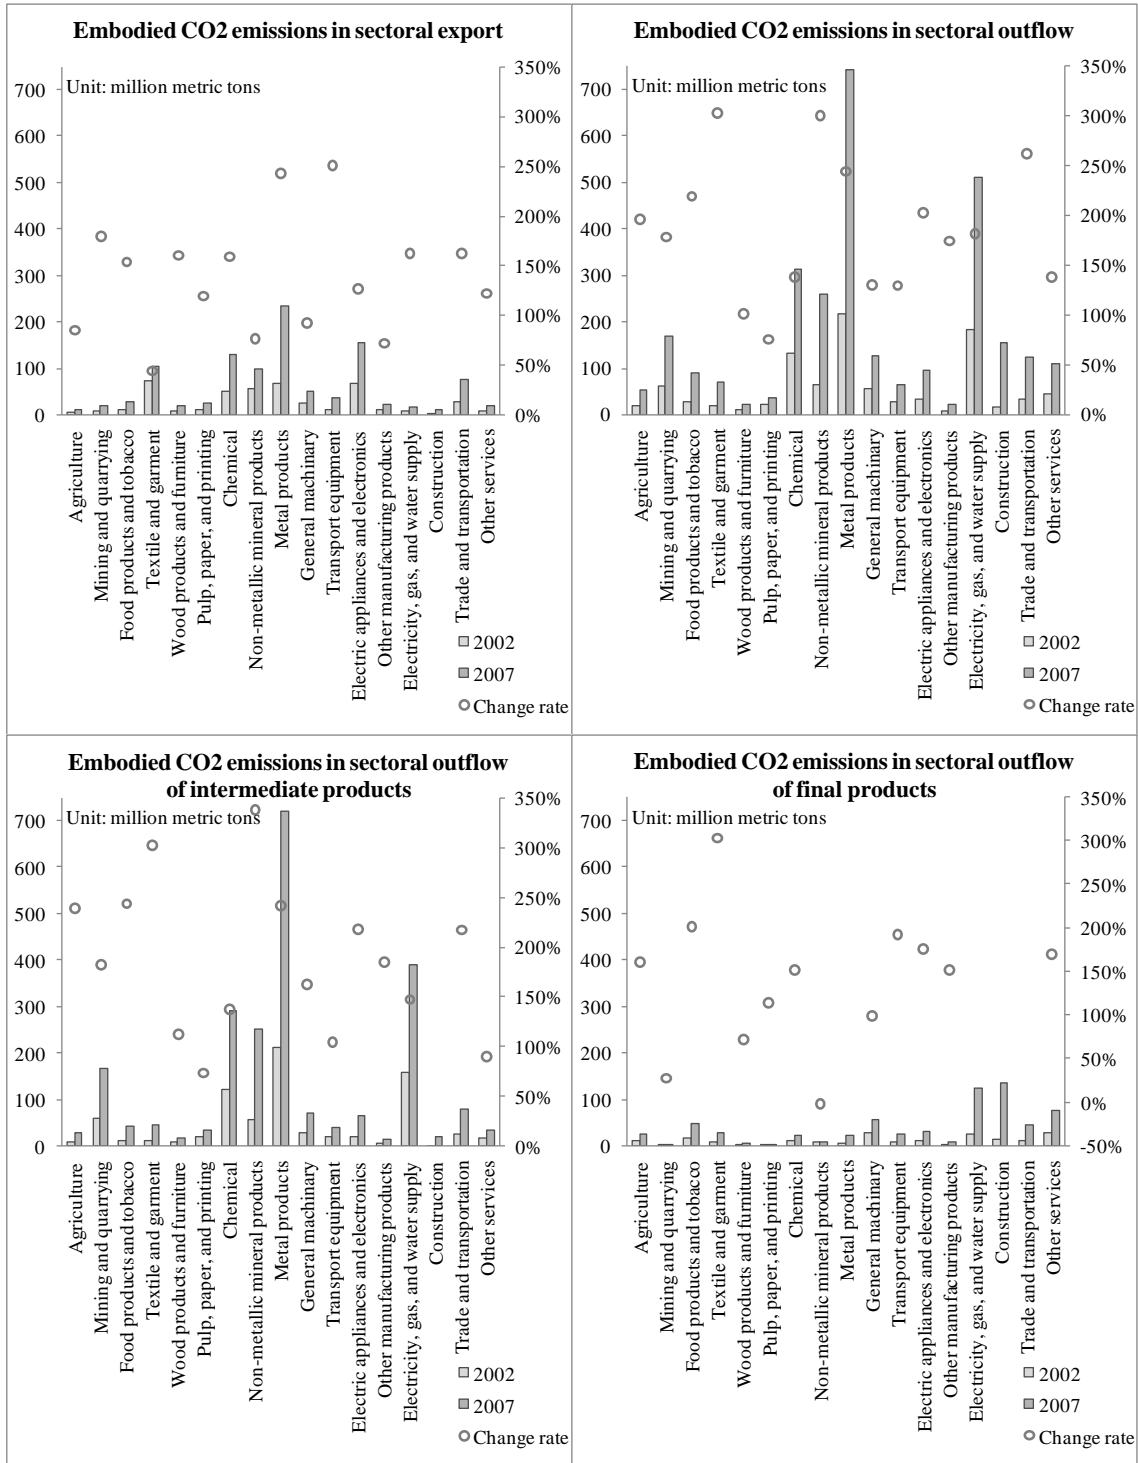 Embodied CO2 emissions in sectoral export
Unit: million metric tons
700
600
500
400
300
200
100
0
350%
300%
250%
200%
150%
100%
50%
0%
Agriculture
Mining and quarrying
Food products and tobacco
Textile and garment
Wood products and furniture
Pulp, paper, and printing
Chemical
Non-metallic mineral products
Metal products
General machinary
Transport equipment
Electric appliances and electronics
Other manufacturing products
Electricity, gas, and water supply
Construction
Trade and transportation
Other services
2002
2007
Change rate
Embodied CO2 emissions in sectoral outflow
Unit: million metric tons
700
600
500
400
300
200
100
0
350%
300%
250%
200%
150%
100%
50%
0%
Agriculture
Mining and quarrying
Food products and tobacco
Textile and garment
Wood products and furniture
Pulp, paper, and printing
Chemical
Non-metallic mineral products
Metal products
General machinary
Transport equipment
Electric appliances and electronics
Other manufacturing products
Electricity, gas, and water supply
Construction
Trade and transportation
Other services
2002
2007
Change rate
Embodied CO2 emissions in sectoral outflow
of intermediate products
Unit: million metric tons
700
600
500
400
300
200
100
0
350%
300%
250%
200%
150%
100%
50%
0%
Agriculture
Mining and quarrying
Food products and tobacco
Textile and garment
Wood products and furniture
Pulp, paper, and printing
Chemical
Non-metallic mineral products
Metal products
General machinary
Transport equipment
Electric appliances and electronics
Other manufacturing products
Electricity, gas, and water supply
Construction
Trade and transportation
Other services
2002
2007
Change rate
Embodied CO2 emissions in sectoral outflow
of final products
Unit: million metric tons
700
600
500
400
300
200
100
0
350%
300%
250%
200%
150%
100%
50%
0%
-50%
Agriculture
Mining and quarrying
Food products and tobacco
Textile and garment
Wood products and furniture
Pulp, paper, and printing
Chemical
Non-metallic mineral products
Metal products
General machinary
Transport equipment
Electric appliances and electronics
Other manufacturing products
Electricity, gas, and water supply
Construction
Trade and transportation
Other services
2002
2007
Change rate